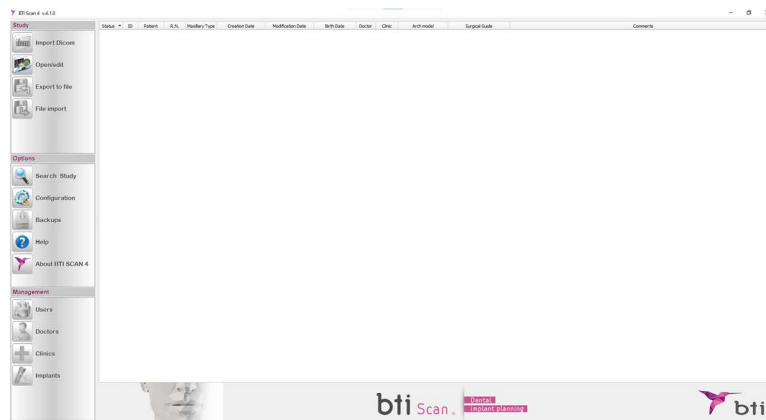 BTI Scan 4 v.4.1.0
Study
Import Dicom
Open/edit
Export to file
File import
Options
Search Study
Configuration
Backups
Help
About BTI SCAN 4
Management
Users
Doctors
Clinics
Implants
Status ID Patient R.N. Maxillary Type Creation Date Modification Date Birth Date Doctor Clinic Arch model Surgical Guide Comments
bti Scan
Dental
implant planning
bti